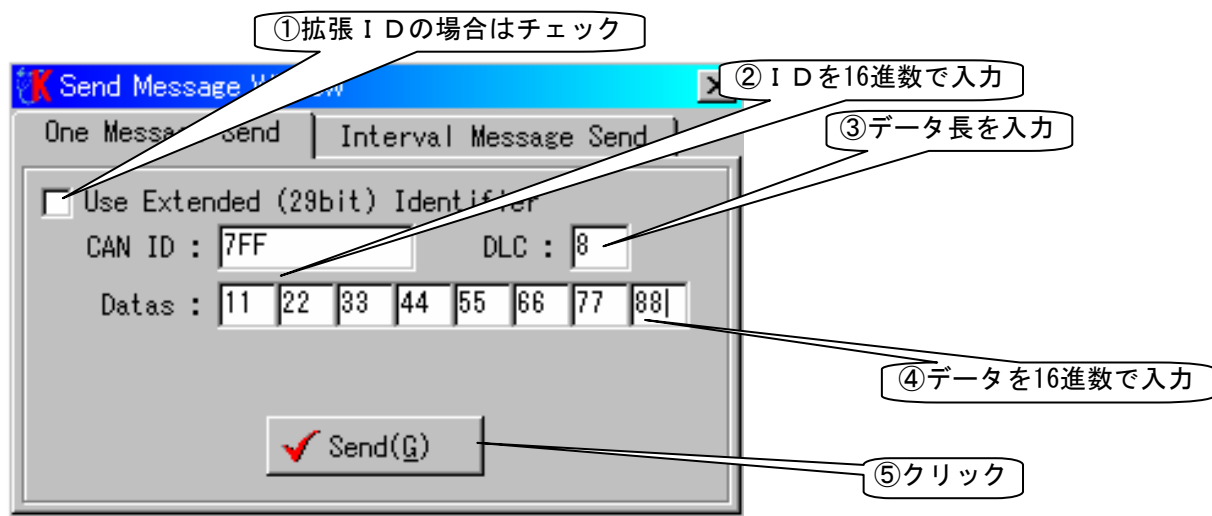 ①拡張ＩＤの場合はチェック
Send Message W
②ＩＤを16進数で入力
One Message Send
Interval Message Send
③データ長を入力
Use Extended (29bit) Identifier
CAN ID : 7FF DLC : 8
Datas : 11 22 33 44 55 66 77 88
④データを16進数で入力
Send(G)
⑤クリック